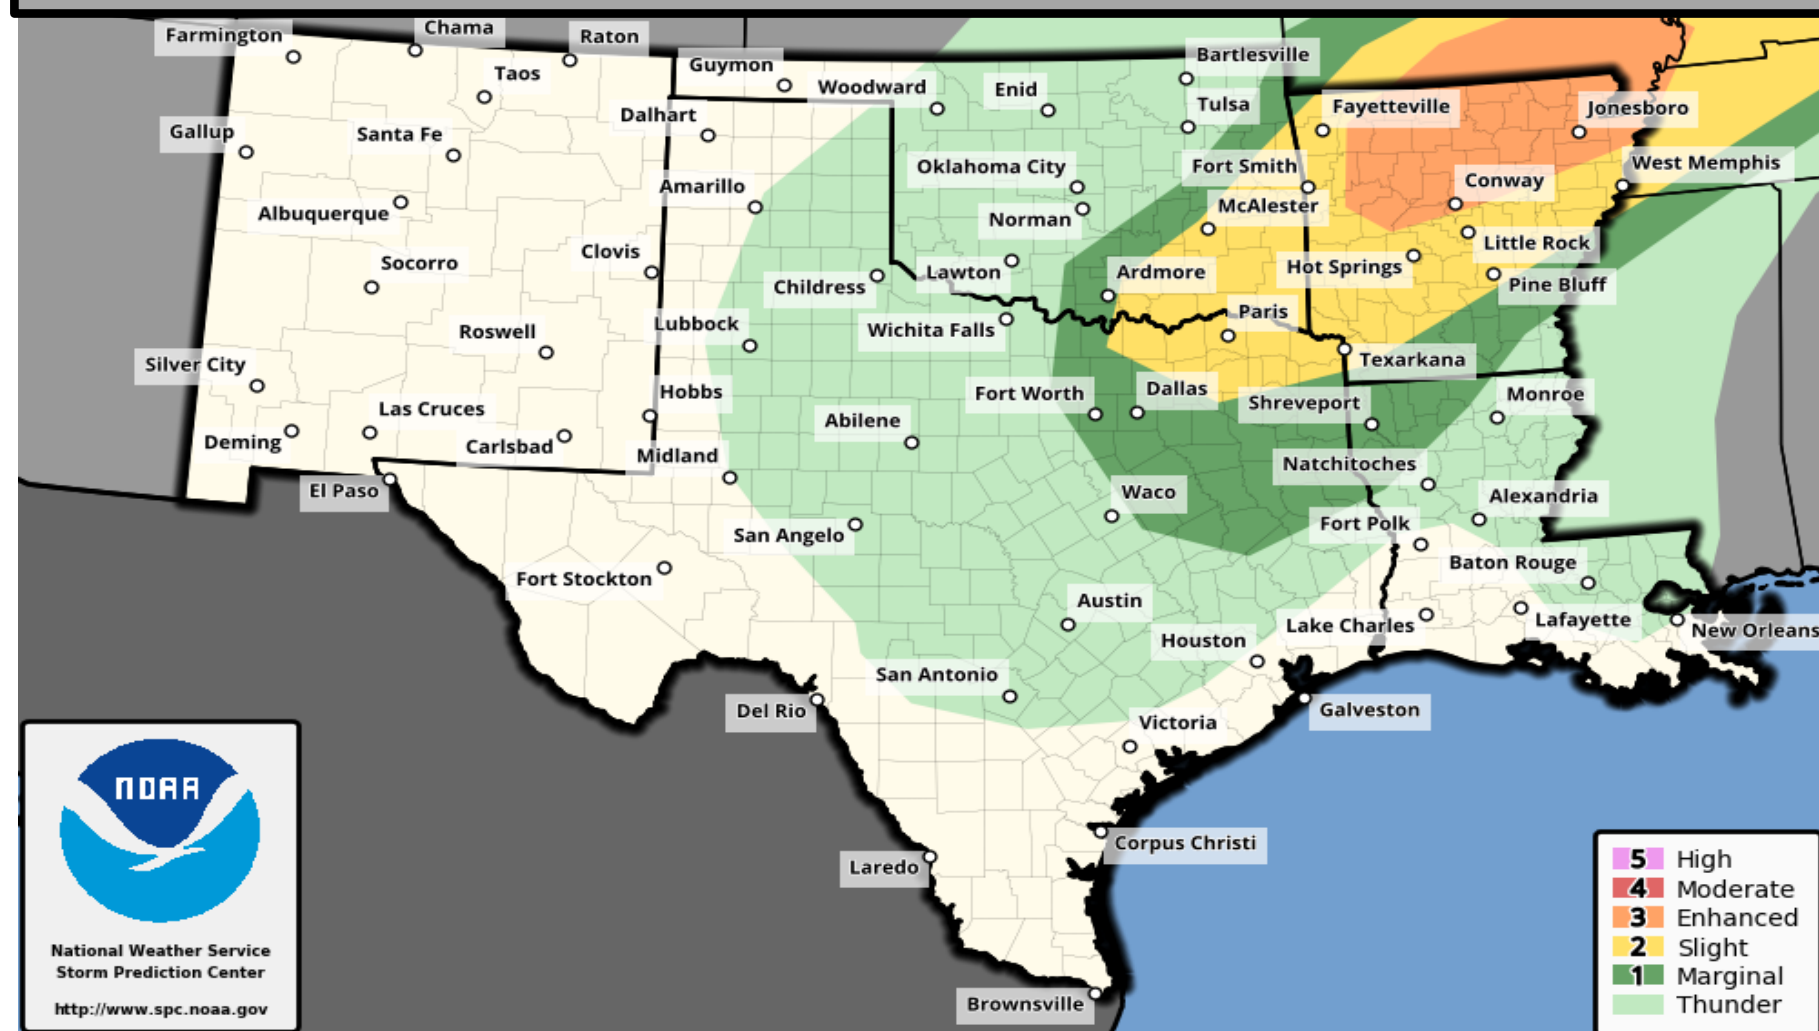 Farmington
Chama
Raton
Taos
Guymon
Woodward
Enid
Bartlesville
Tulsa
Fayetteville
Jonesboro
Gallup
Santa Fe
Dalhart
Oklahoma City
Fort Smith
West Memphis
Albuquerque
Amarillo
Norman
McAlester
Conway
Socorro
Clovis
Childress
Lawton
Ardmore
Hot Springs
Little Rock
Pine Bluff
Roswell
Lubbock
Wichita Falls
Paris
Silver City
Texarkana
Las Cruces
Hobbs
Fort Worth
Dallas
Shreveport
Monroe
Deming
Carlsbad
Midland
Abilene
Natchitoches
El Paso
Waco
Alexandria
San Angelo
Fort Polk
Fort Stockton
Baton Rouge
Austin
Houston
Lake Charles
Lafayette
New Orleans
San Antonio
Del Rio
Victoria
Galveston
Corpus Christi
Laredo
Brownsville
NOAA
National Weather Service
Storm Prediction Center
http://www.spc.noaa.gov
5 High
4 Moderate
3 Enhanced
2 Slight
1 Marginal
Thunder